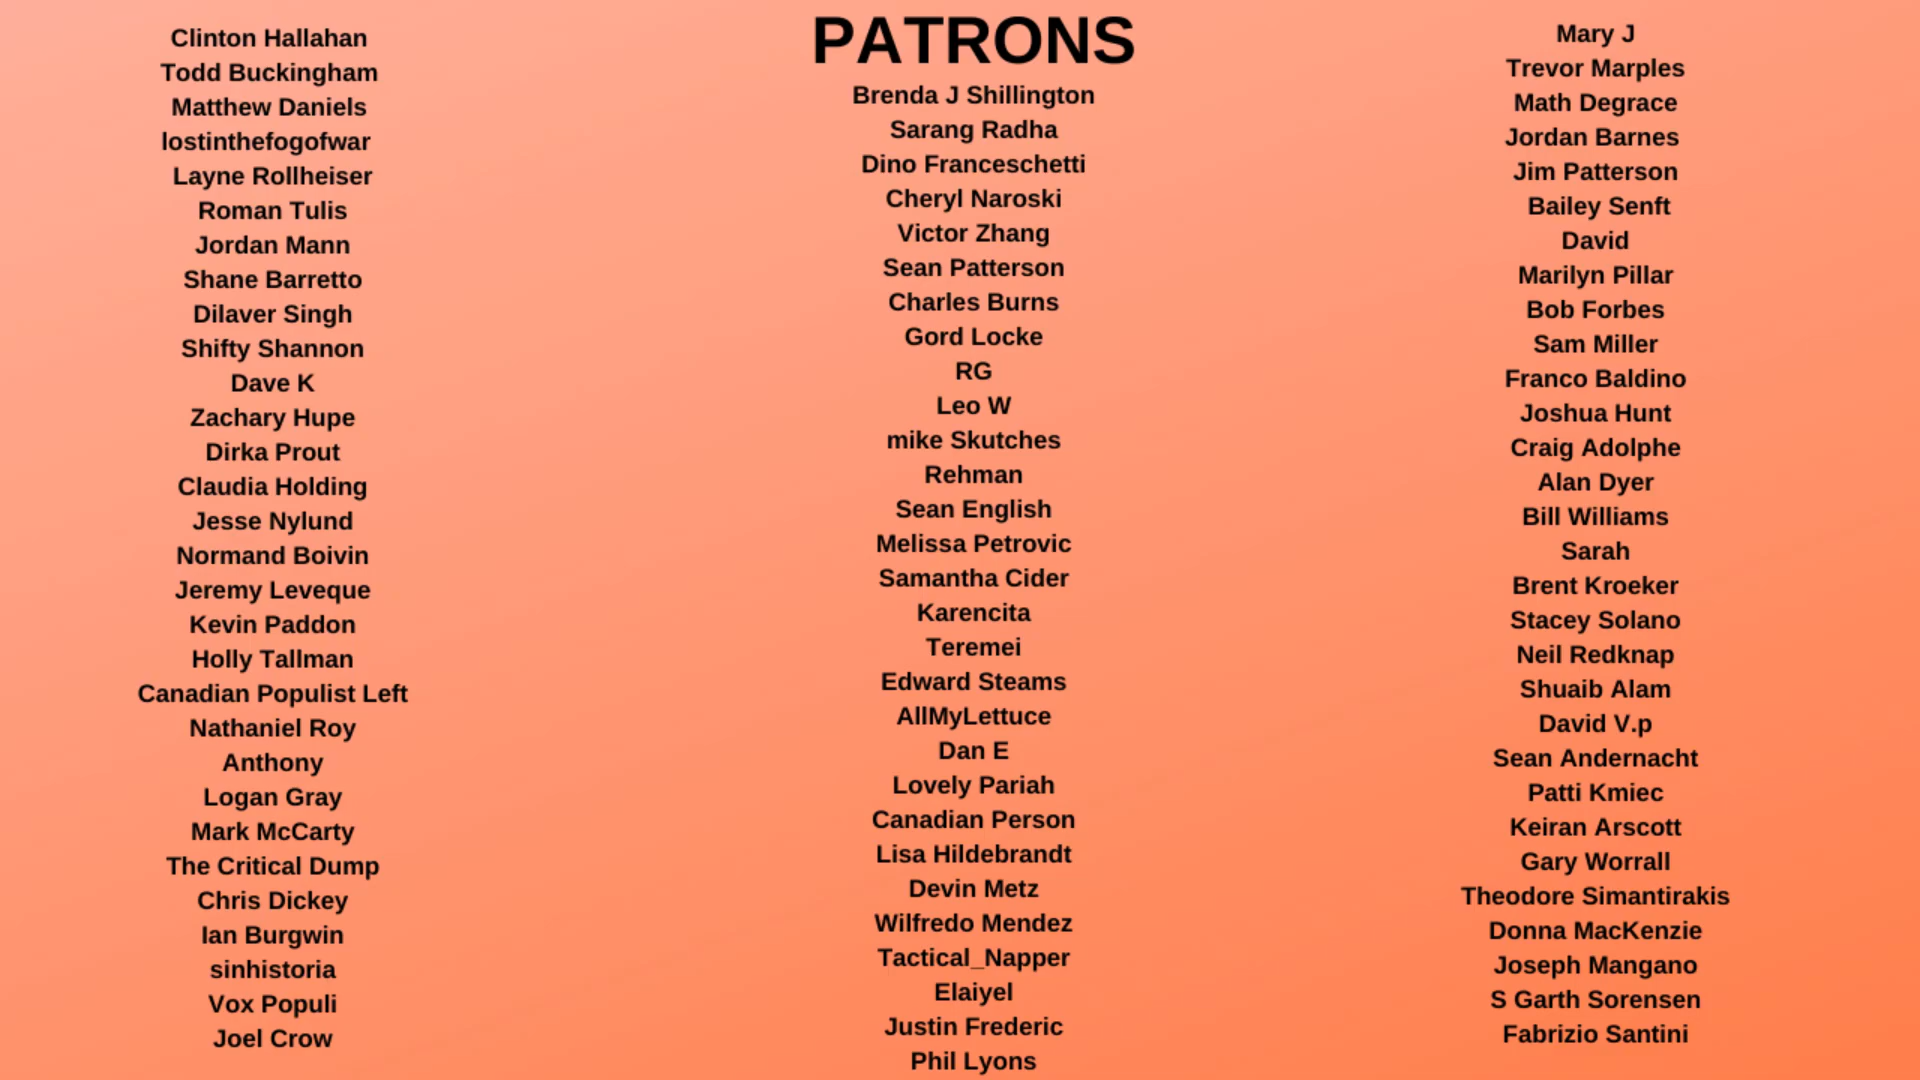 PATRONS
Clinton Hallahan
Todd Buckingham
Matthew Daniels
lostinthefogofwar
Layne Rollheiser
Roman Tulis
Jordan Mann
Shane Barretto
Dilaver Singh
Shifty Shannon
Dave K
Zachary Hupe
Dirka Prout
Claudia Holding
Jesse Nylund
Normand Boivin
Jeremy Leveque
Kevin Paddon
Holly Tallman
Canadian Populist Left
Nathaniel Roy
Anthony
Logan Gray
Mark McCarty
The Critical Dump
Chris Dickey
Ian Burgwin
sinhistoria
Vox Populi
Joel Crow
Brenda J Shillington
Sarang Radha
Dino Franceschetti
Cheryl Naroski
Victor Zhang
Sean Patterson
Charles Burns
Gord Locke
RG
Leo W
mike Skutches
Rehman
Sean English
Melissa Petrovic
Samantha Cider
Karencita
Teremei
Edward Steams
AllMyLettuce
Dan E
Lovely Pariah
Canadian Person
Lisa Hildebrandt
Devin Metz
Wilfredo Mendez
Tactical_Napper
Elaiyel
Justin Frederic
Phil Lyons
Mary J
Trevor Marples
Math Degrace
Jordan Barnes
Jim Patterson
Bailey Senft
David
Marilyn Pillar
Bob Forbes
Sam Miller
Franco Baldino
Joshua Hunt
Craig Adolphe
Alan Dyer
Bill Williams
Sarah
Brent Kroeker
Stacey Solano
Neil Redknap
Shuaib Alam
David V.p
Sean Andernacht
Patti Kmiec
Keiran Arscott
Gary Worrall
Theodore Simantirakis
Donna MacKenzie
Joseph Mangano
S Garth Sorensen
Fabrizio Santini